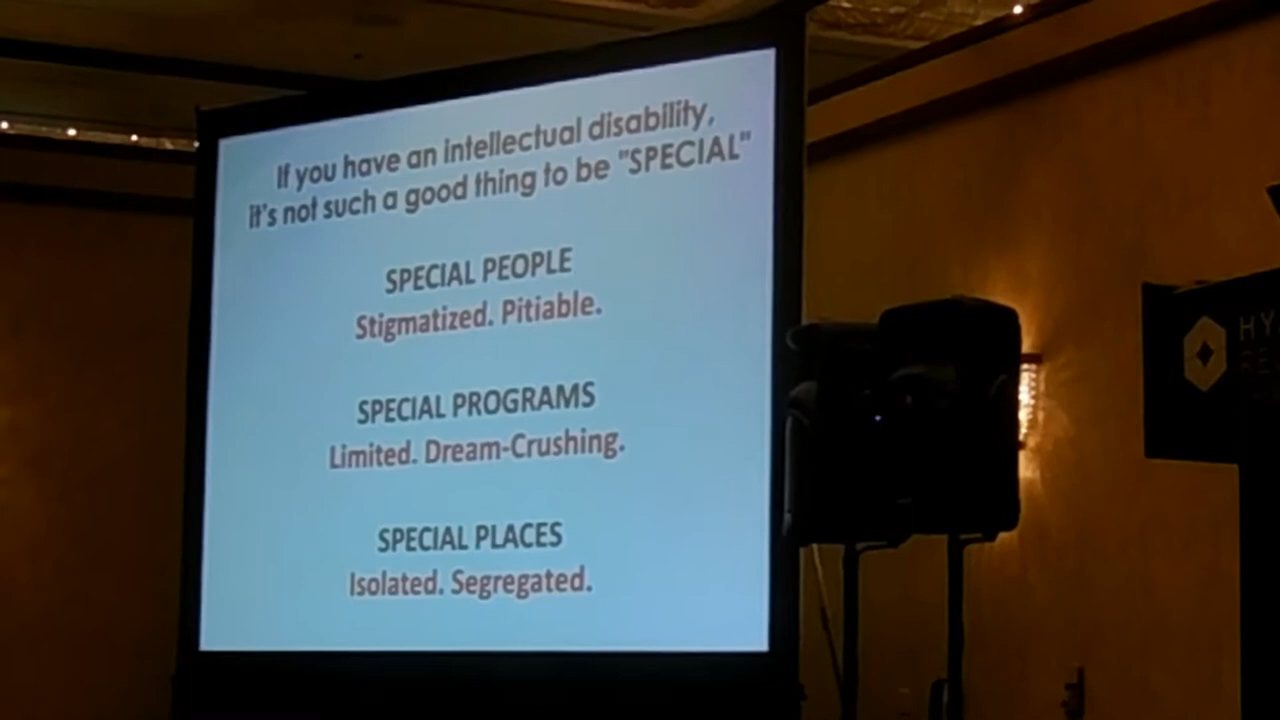 If you have an intellectual disability,
it's not such a good thing to be "SPECIAL"
SPECIAL PEOPLE
Stigmatized. Pitiable.
SPECIAL PROGRAMS
Limited. Dream-Crushing.
SPECIAL PLACES
Isolated. Segregated.
HY